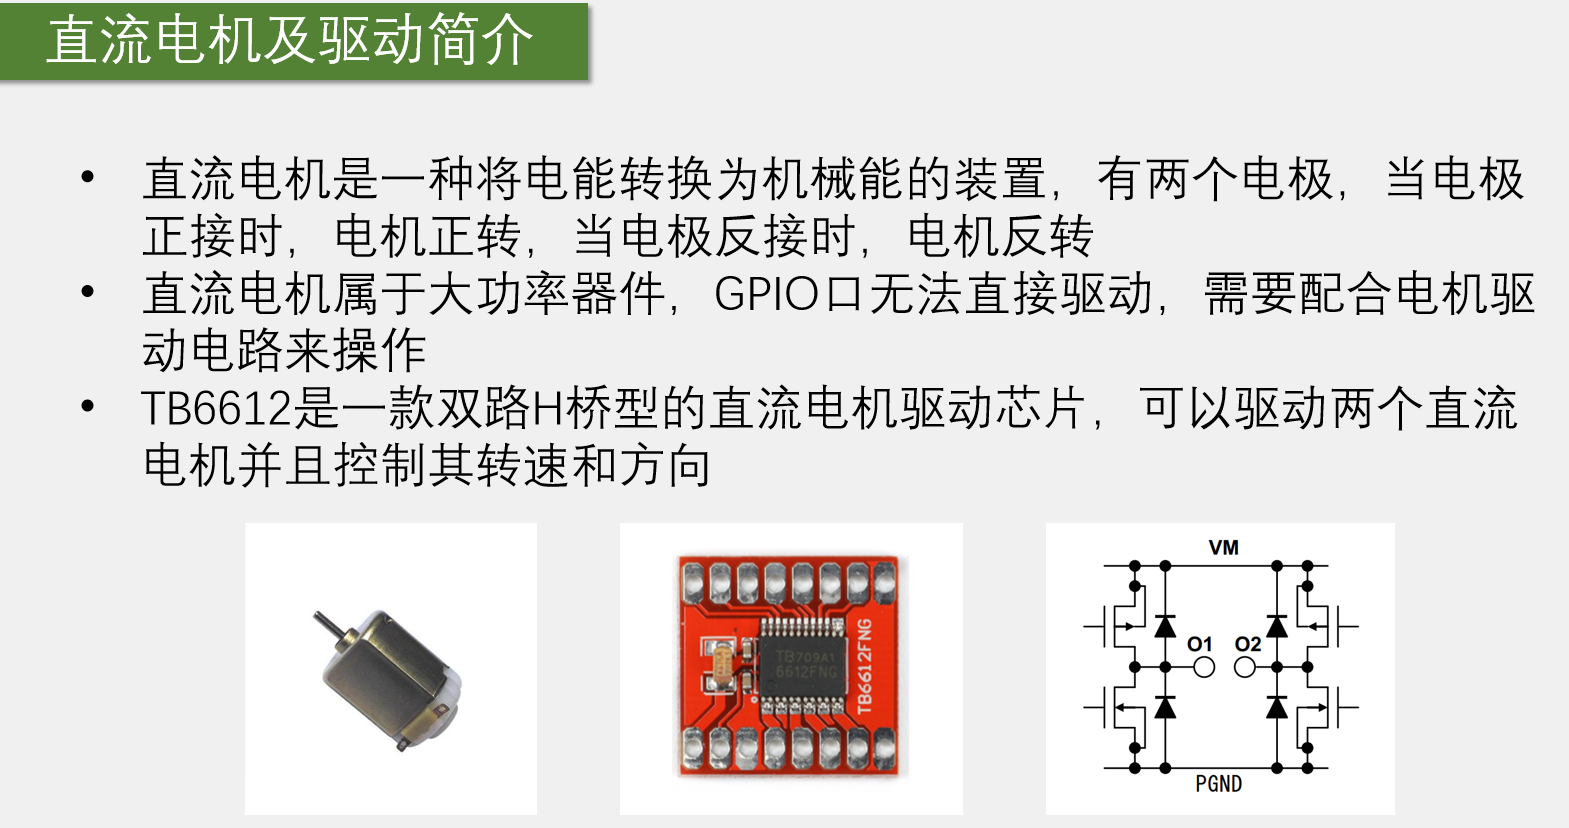 直流电机及驱动简介
• 直流电机是一种将电能转换为机械能的装置，有两个电极，当电极
正接时，电机正转，当电极反接时，电机反转
• 直流电机属于大功率器件，GPIO口无法直接驱动，需要配合电机驱
动电路来操作
• TB6612是一款双路H桥型的直流电机驱动芯片，可以驱动两个直流
电机并且控制其转速和方向
TB709A1
6612FNG
TB6612FNG
VM
O1 O2
PGND